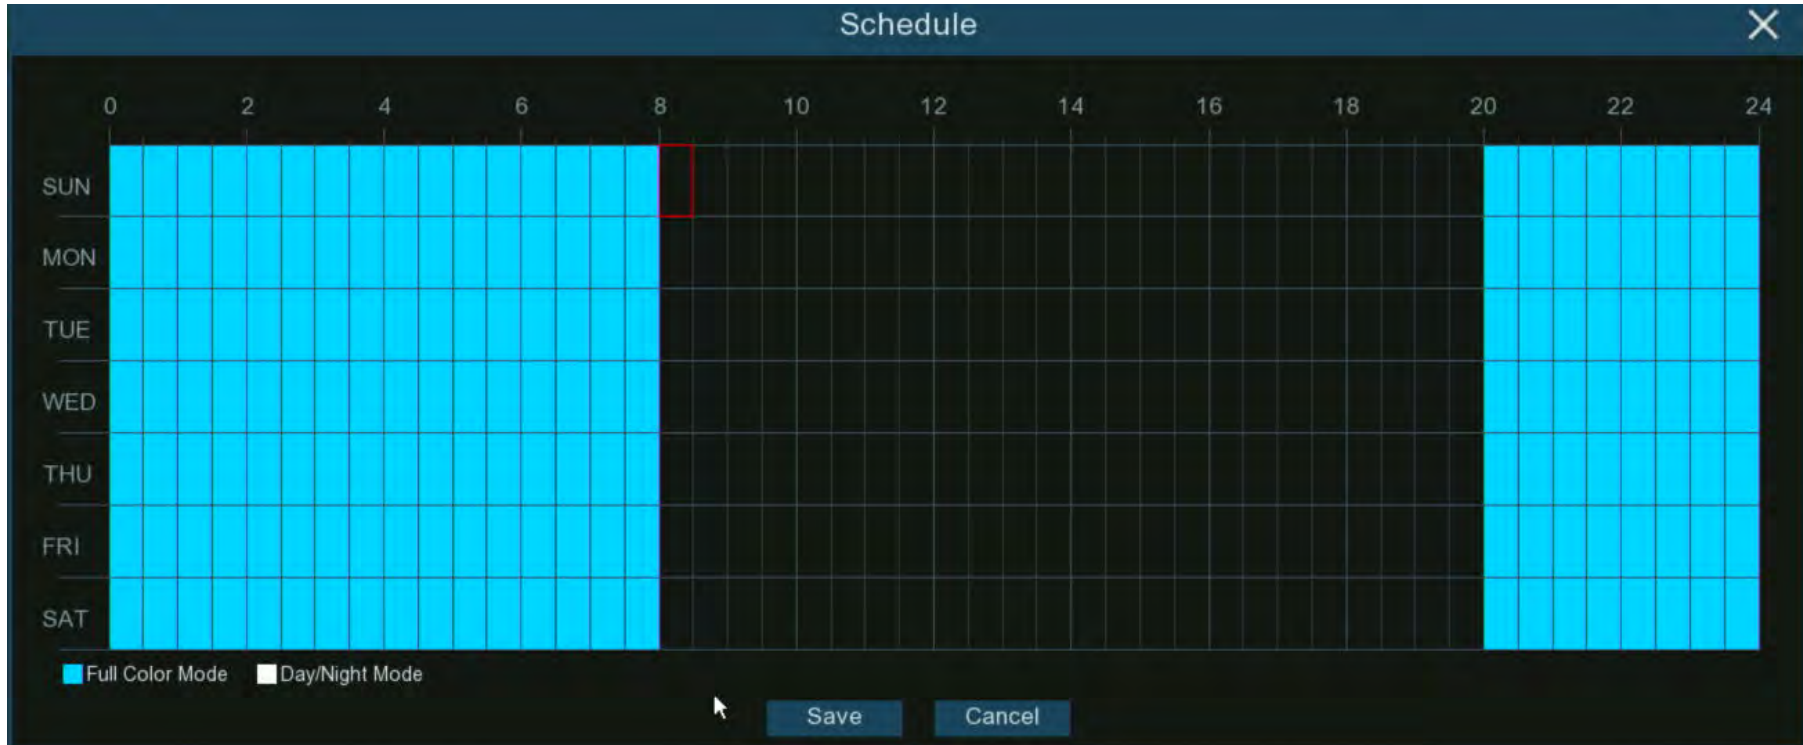 Schedule
0 2 4 6 8 10 12 14 16 18 20 22 24
SUN
MON
TUE
WED
THU
FRI
SAT
Full Color Mode Day/Night Mode
Save Cancel